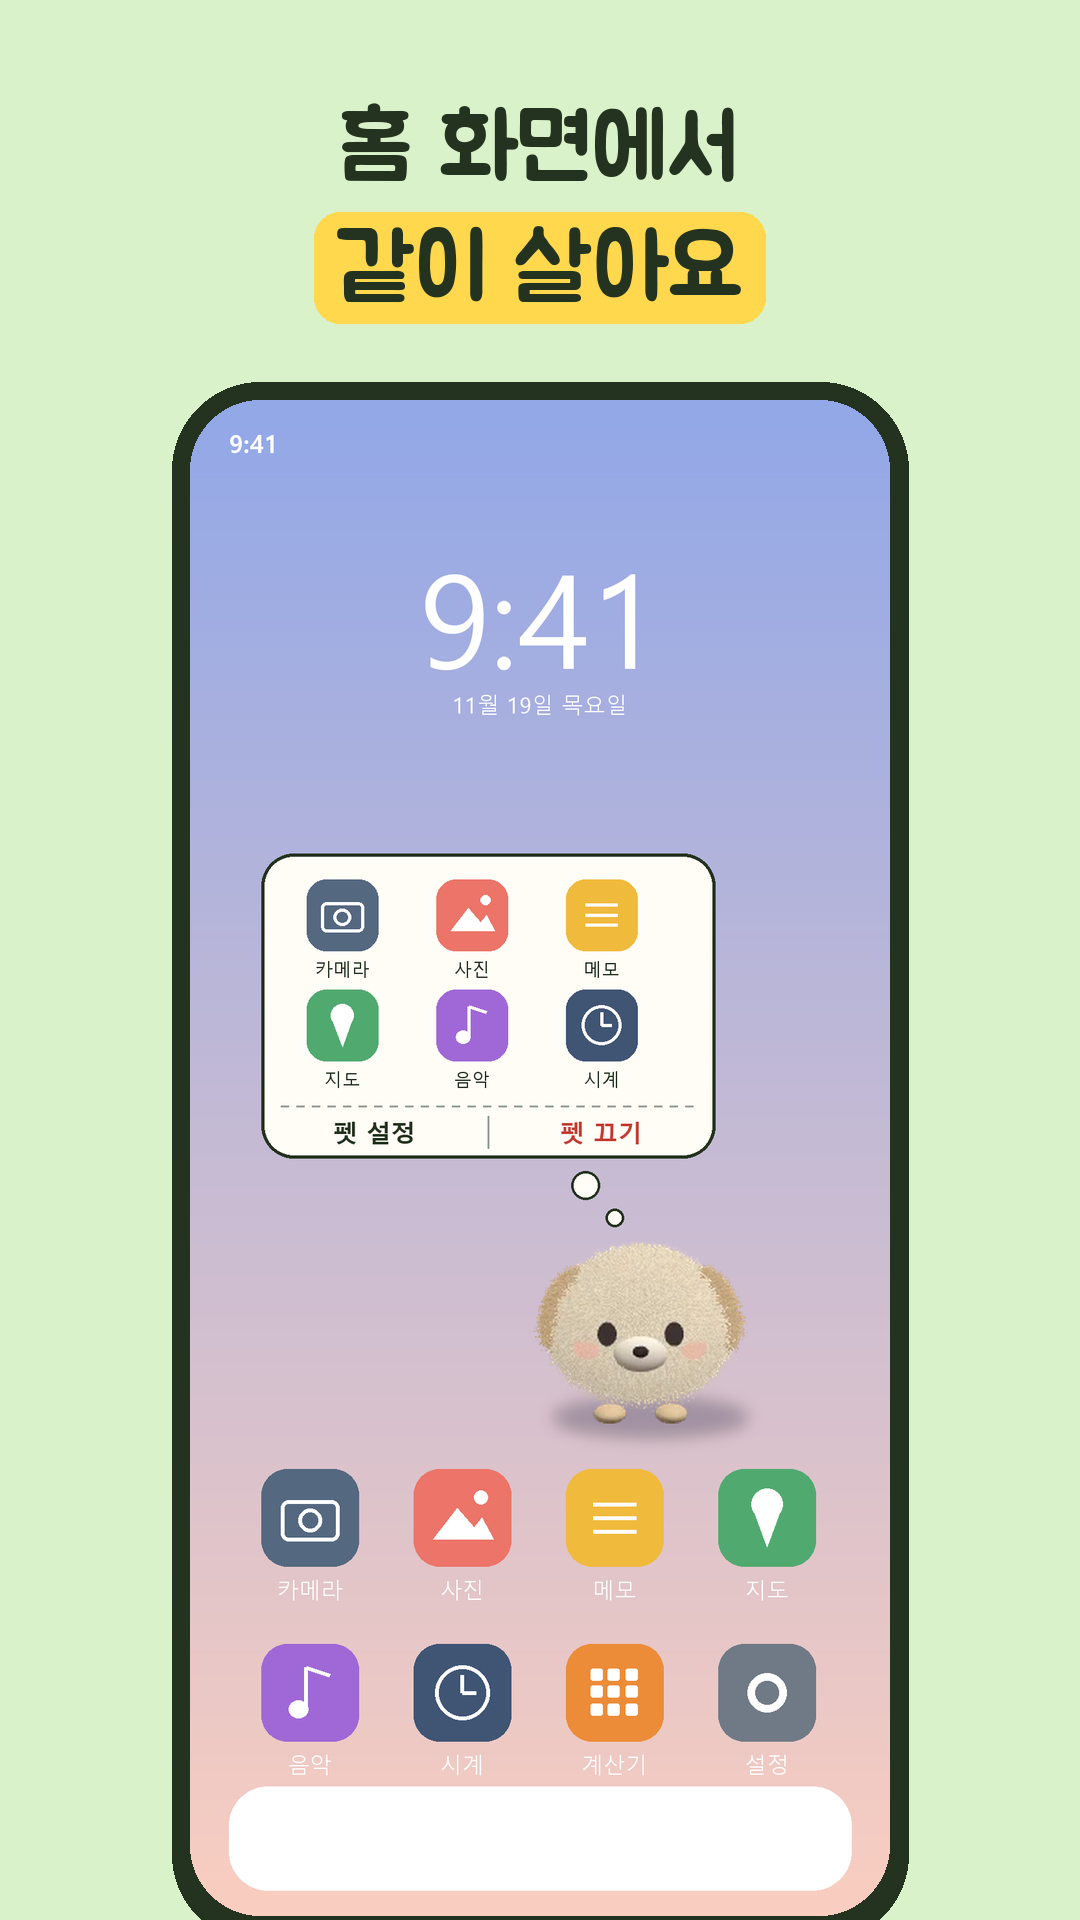 홈 화면에서
같이 살아요
9:41
9:41
11월 19일 목요일
카메라 사진 메모
지도 음악 시계
펫 설정 펫 끄기
카메라 사진 메모 지도
음악 시계 계산기 설정